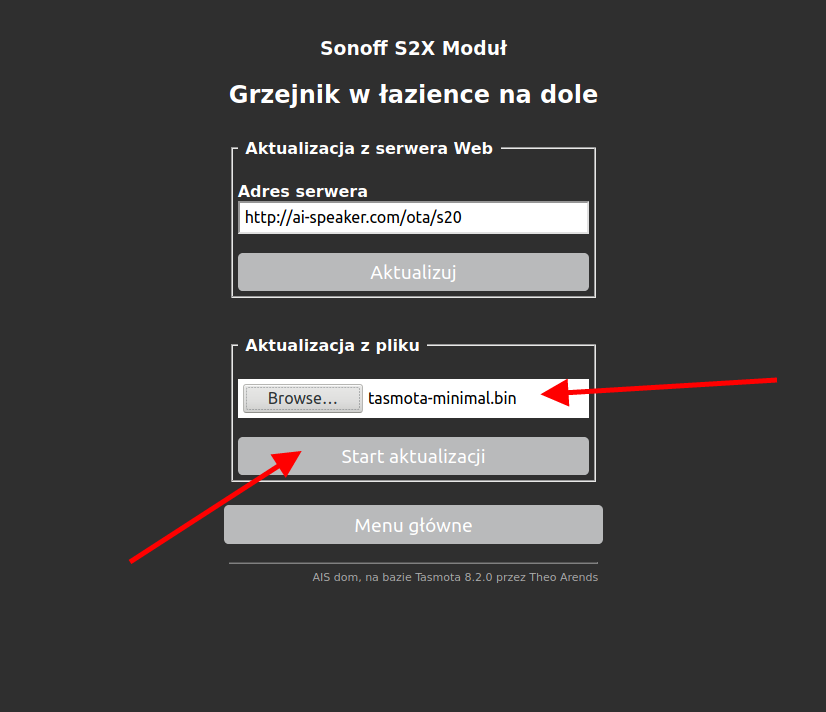 Sonoff S2X Moduł
Grzejnik w łazience na dole
Aktualizacja z serwera Web
Adres serwera
http://ai-speaker.com/ota/s20
Aktualizuj
Aktualizacja z pliku
Browse... tasmota-minimal.bin
Start aktualizacji
Menu główne
AIS dom, na bazie Tasmota 8.2.0 przez Theo Arends